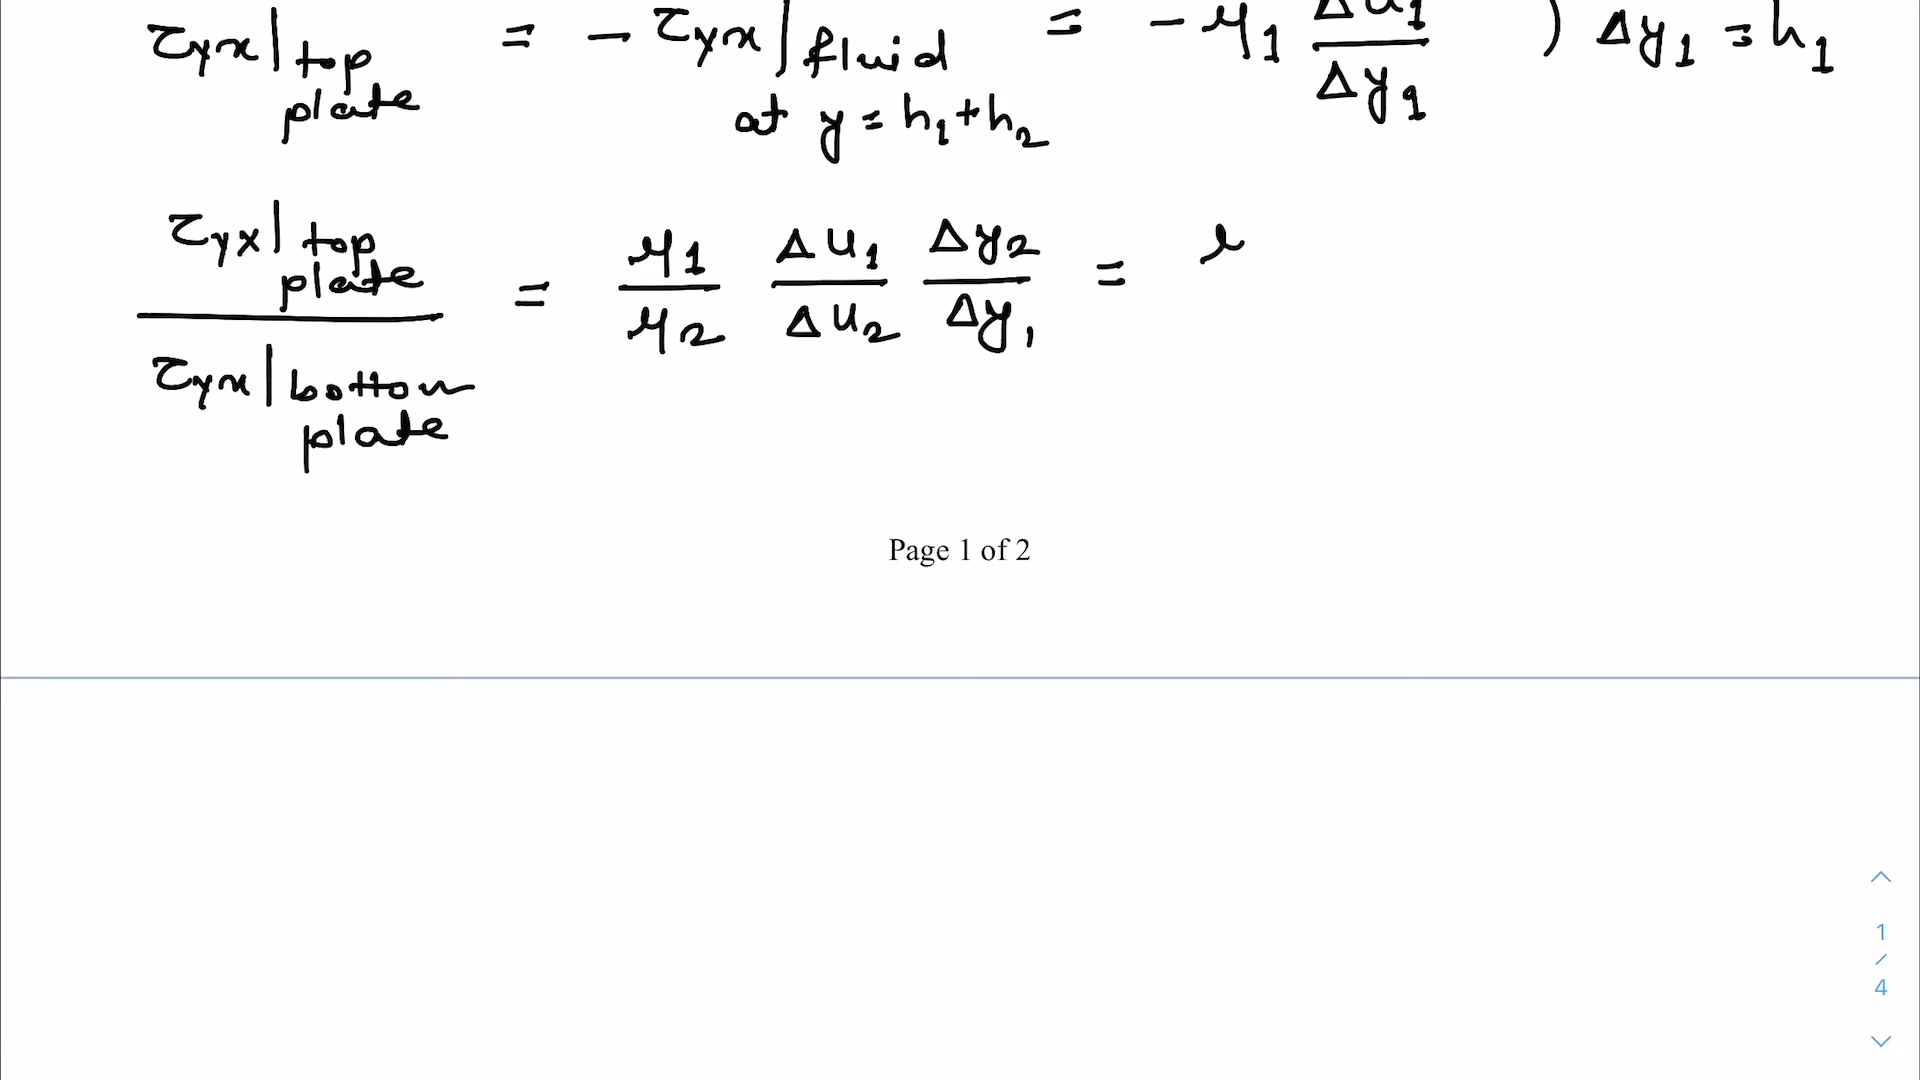 τyx|top plate = - τyx|fluid at y = h1+h2 = - μ1 Δu1/Δy1 ) Δy1 = h1
τyx|top plate / τyx|bottom plate = μ1/μ2 Δu1/Δu2 Δy2/Δy1 =
Page 1 of 2
1
/
4